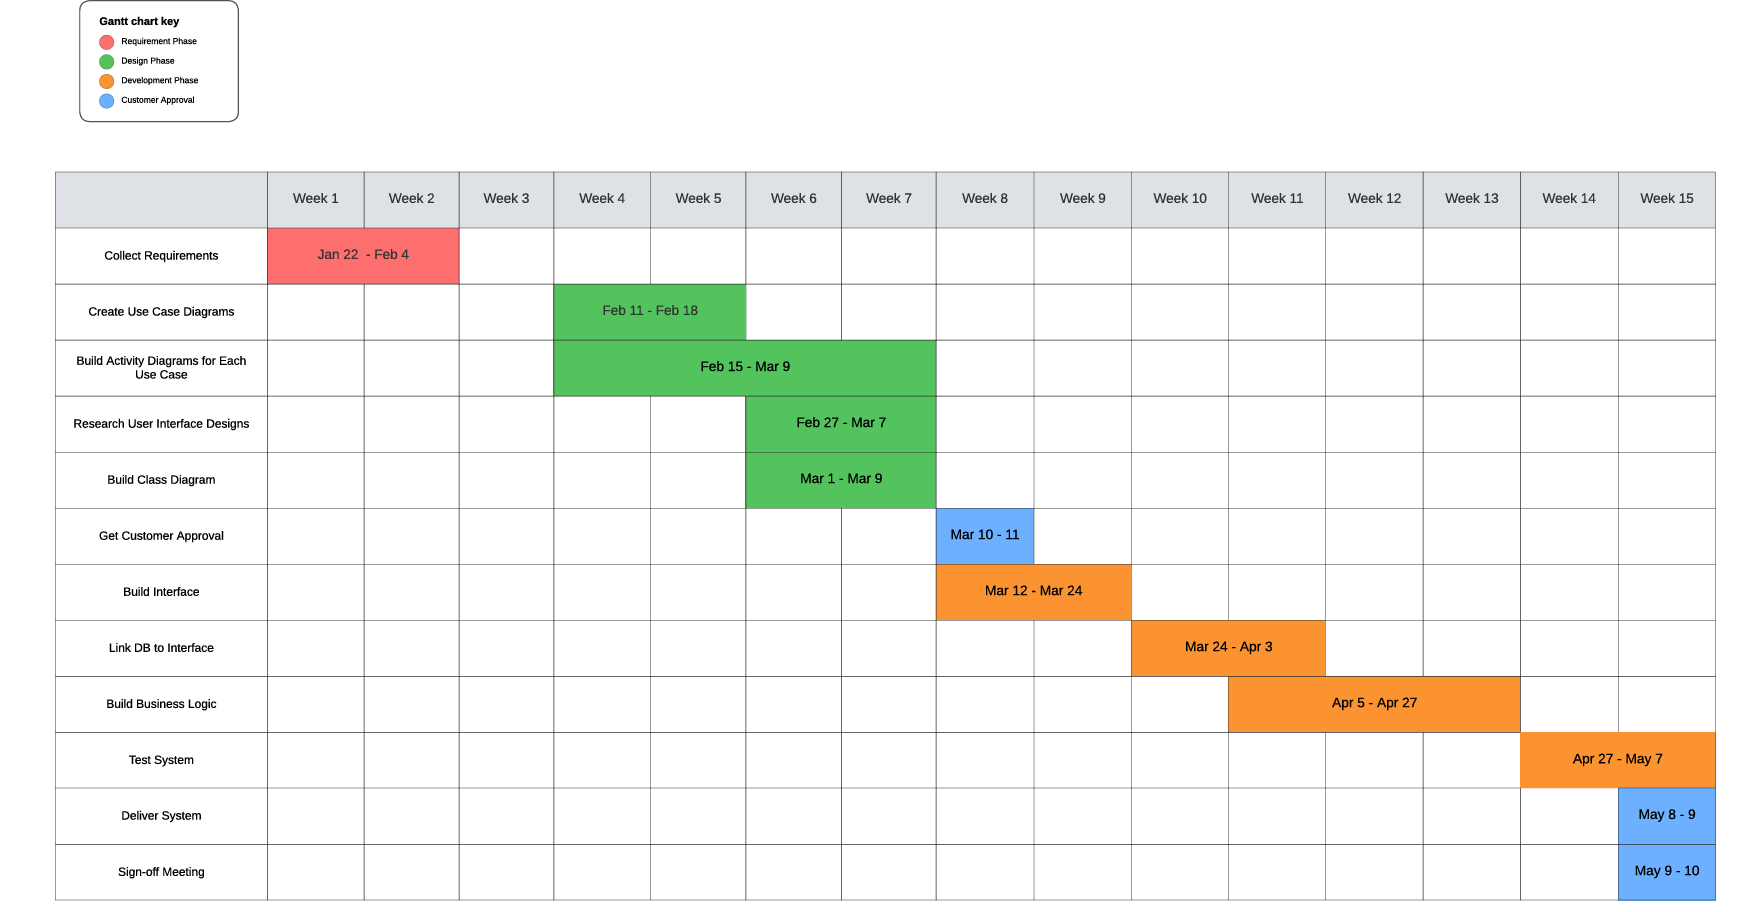 Gantt chart key
Requirement Phase
Design Phase
Development Phase
Customer Approval
Week 1 Week 2 Week 3 Week 4 Week 5 Week 6 Week 7 Week 8 Week 9 Week 10 Week 11 Week 12 Week 13 Week 14 Week 15
Collect Requirements Jan 22 - Feb 4
Create Use Case Diagrams Feb 11 - Feb 18
Build Activity Diagrams for Each
Use Case Feb 15 - Mar 9
Research User Interface Designs Feb 27 - Mar 7
Build Class Diagram Mar 1 - Mar 9
Get Customer Approval Mar 10 - 11
Build Interface Mar 12 - Mar 24
Link DB to Interface Mar 24 - Apr 3
Build Business Logic Apr 5 - Apr 27
Test System Apr 27 - May 7
Deliver System May 8 - 9
Sign-off Meeting May 9 - 10